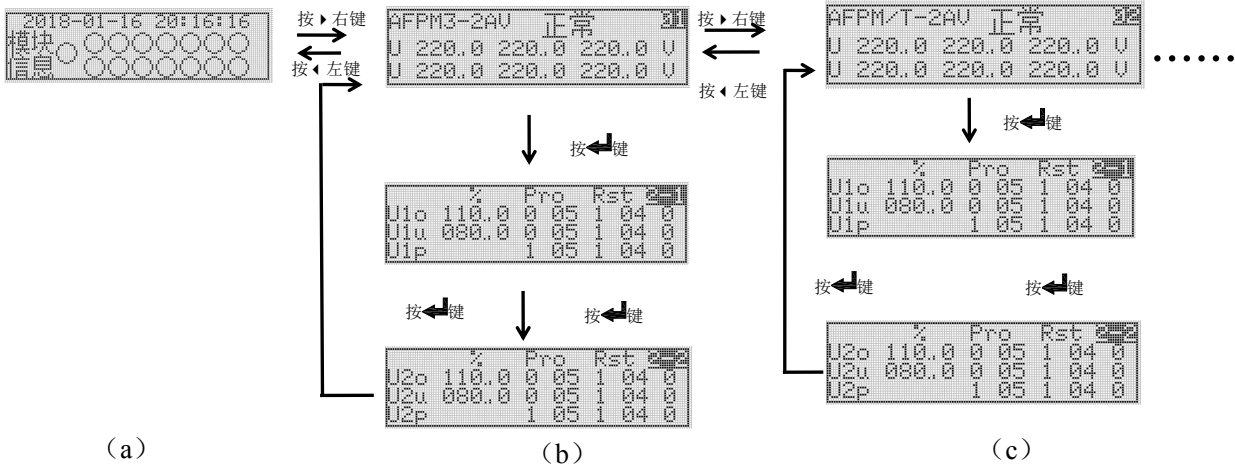 2018-01-16 20:16:16
模块
信息
按 右键
按 左键
AFPM3-2AV 正常
U 220.0 220.0 220.0 V
U 220.0 220.0 220.0 V
按 右键
按 左键
AFPM/T-2AV 正常
U 220.0 220.0 220.0 V
U 220.0 220.0 220.0 V
……
按 键
按 键
% Pro Rst 2-1
U1o 110.0 0 05 1 04 0
U1u 080.0 0 05 1 04 0
U1p 1 05 1 04 0
% Pro Rst 2-1
U1o 110.0 0 05 1 04 0
U1u 080.0 0 05 1 04 0
U1p 1 05 1 04 0
按 键
按 键
按 键
按 键
% Pro Rst 2-2
U2o 110.0 0 05 1 04 0
U2u 080.0 0 05 1 04 0
U2p 1 05 1 04 0
% Pro Rst 2-2
U2o 110.0 0 05 1 04 0
U2u 080.0 0 05 1 04 0
U2p 1 05 1 04 0
(a)
(b)
(c)